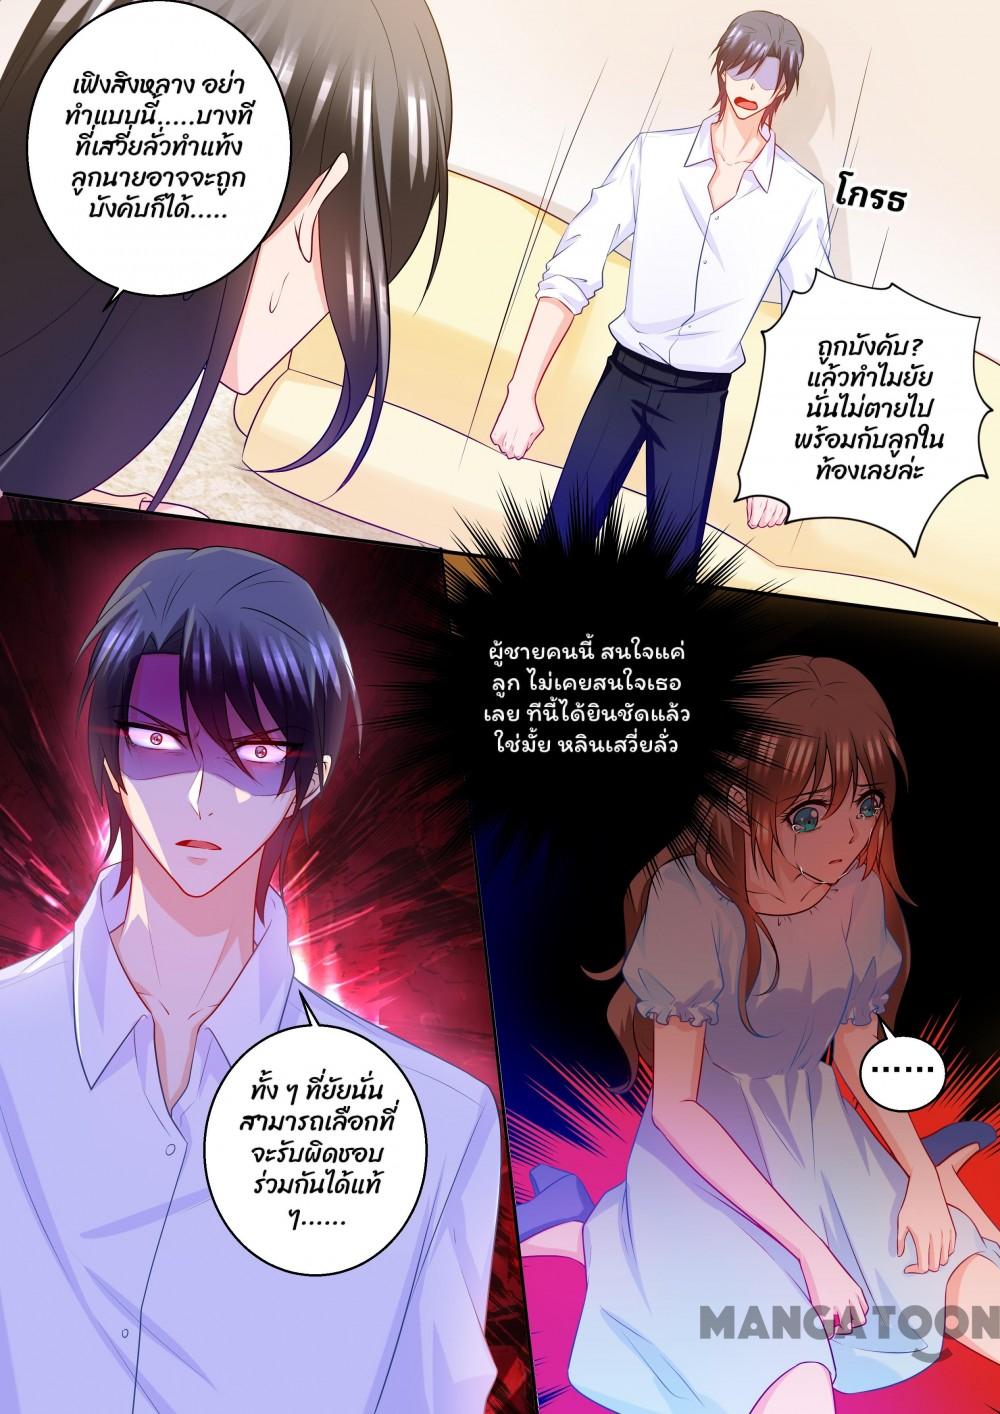 เฟิงสิงหลาง อย่า
ทำแบบนี้.....บางที
ที่เสวี่ยลั่วทำแท้ง
ลูกนายอาจจะถูก
บังคับก็ได้.....
โกรธ
ถูกบังคับ?
แล้วทำไมยัย
นั่นไม่ตายไป
พร้อมกับลูกใน
ท้องเลยล่ะ
ผู้ชายคนนี้ สนใจแค่
ลูก ไม่เคยสนใจเธอ
เลย ทีนี้ได้ยินชัดแล้ว
ใช่มั้ย หลินเสวี่ยลั่ว
......
ทั้ง ๆ ที่ยัยนั่น
สามารถเลือกที่
จะรับผิดชอบ
ร่วมกันได้แท้
ๆ......
MANGATOON